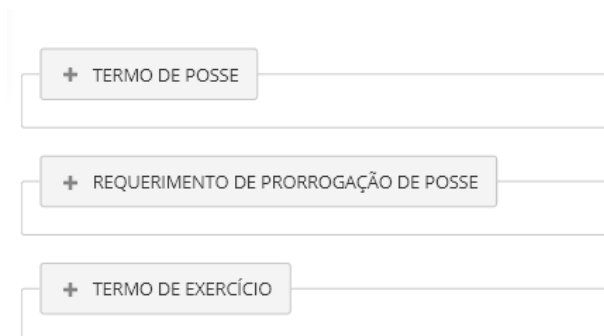 TERMO DE POSSE
REQUERIMENTO DE PRORROGAÇÃO DE POSSE
TERMO DE EXERCÍCIO